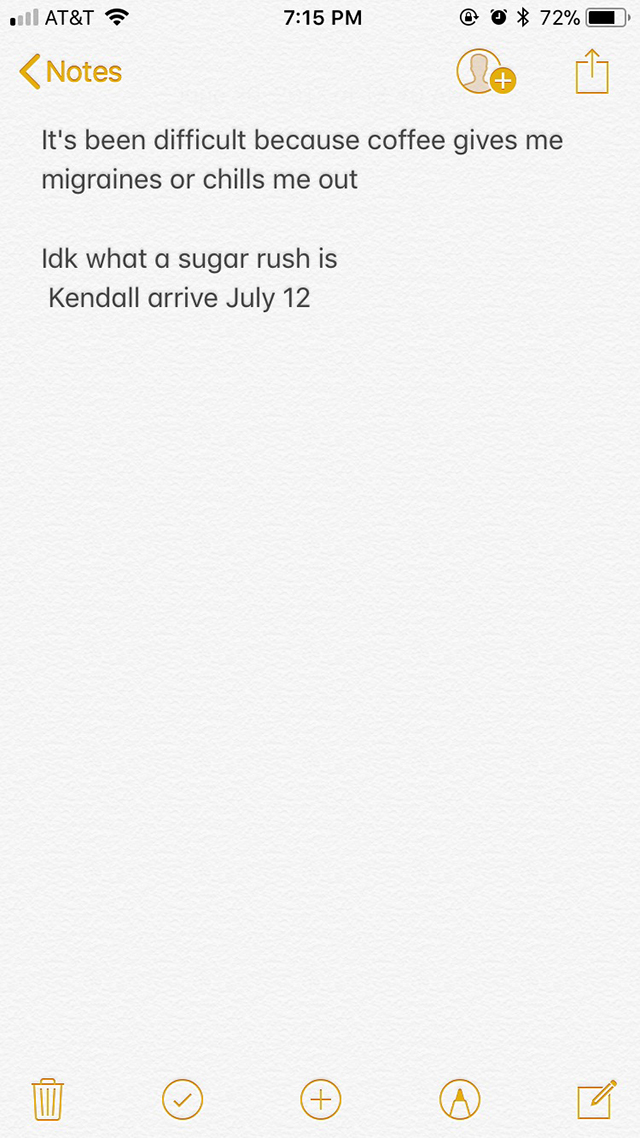 AT&T 7:15 PM 72%
Notes
It's been difficult because coffee gives me
migraines or chills me out
Idk what a sugar rush is
Kendall arrive July 12